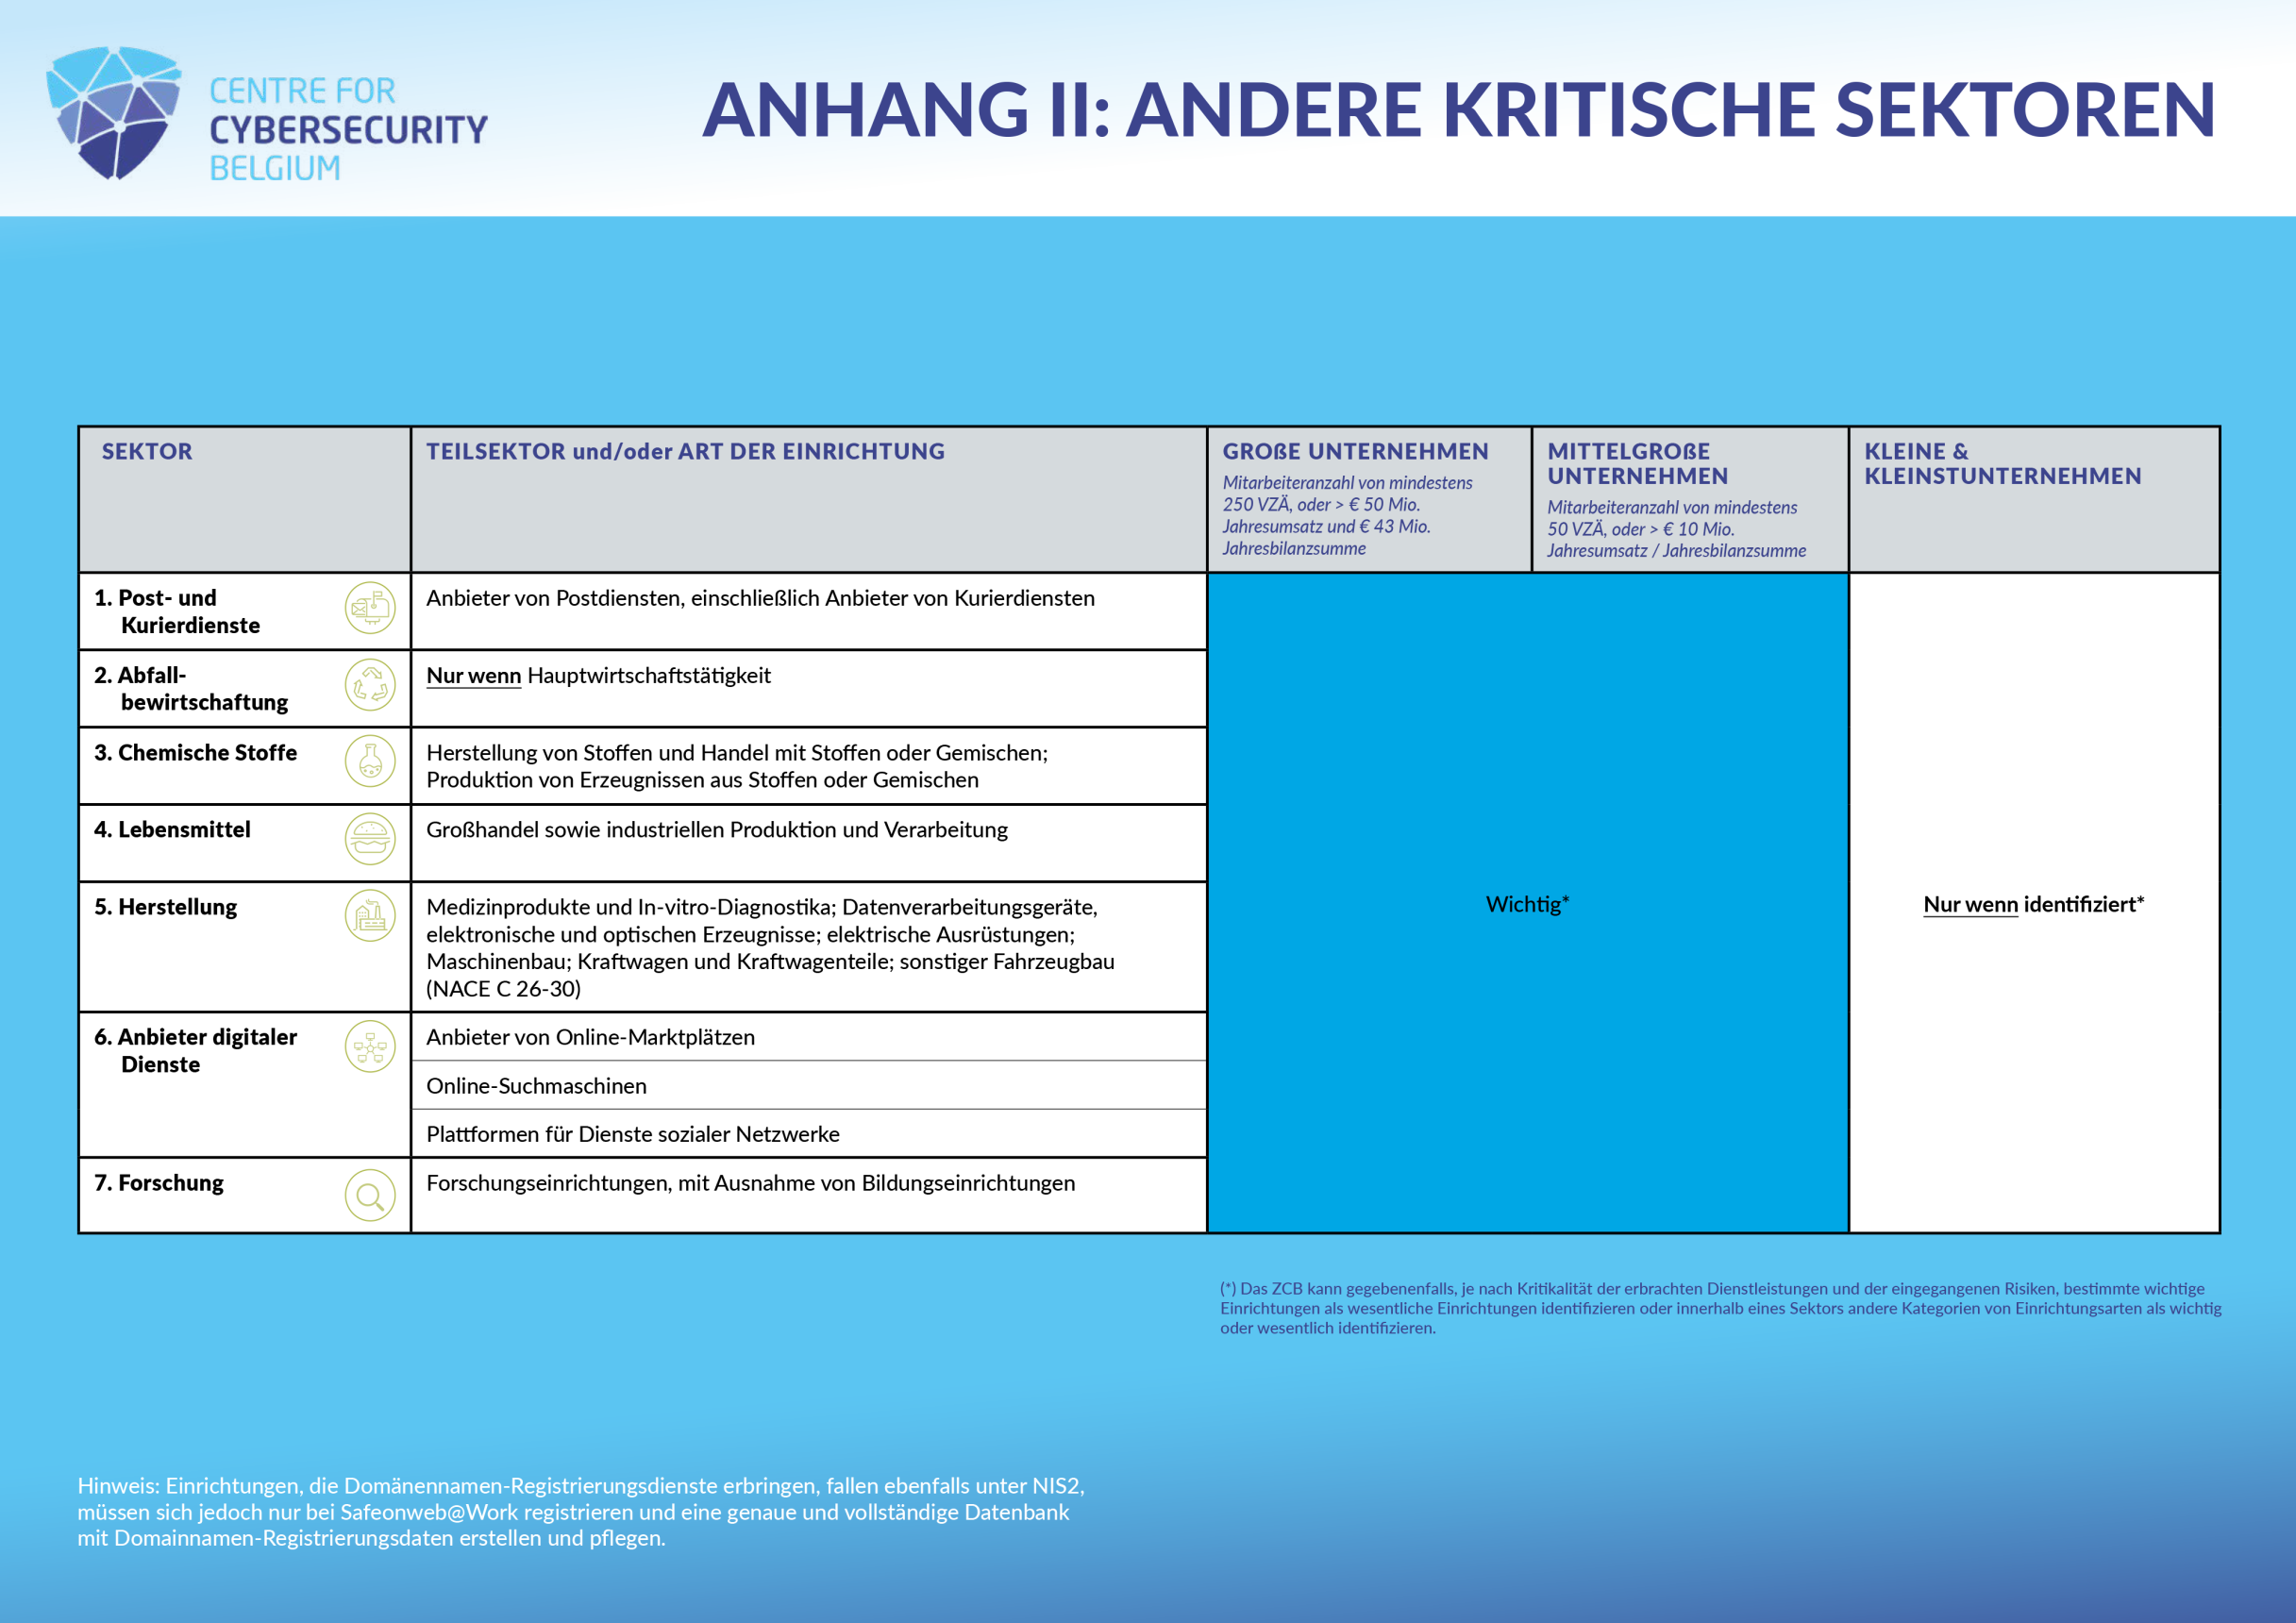 CENTRE FOR
CYBERSECURITY
BELGIUM
ANHANG II: ANDERE KRITISCHE SEKTOREN
SEKTOR
TEILSEKTOR und/oder ART DER EINRICHTUNG
GROßE UNTERNEHMEN
Mitarbeiteranzahl von mindestens
250 VZÄ, oder > € 50 Mio.
Jahresumsatz und € 43 Mio.
Jahresbilanzsumme
MITTELGROßE
UNTERNEHMEN
Mitarbeiteranzahl von mindestens
50 VZÄ, oder > € 10 Mio.
Jahresumsatz / Jahresbilanzsumme
KLEINE &
KLEINSTUNTERNEHMEN
1. Post- und
Kurierdienste
Anbieter von Postdiensten, einschließlich Anbieter von Kurierdiensten
2. Abfall-
bewirtschaftung
Nur wenn Hauptwirtschaftstätigkeit
3. Chemische Stoffe
Herstellung von Stoffen und Handel mit Stoffen oder Gemischen;
Produktion von Erzeugnissen aus Stoffen oder Gemischen
4. Lebensmittel
Großhandel sowie industriellen Produktion und Verarbeitung
5. Herstellung
Medizinprodukte und In-vitro-Diagnostika; Datenverarbeitungsgeräte,
elektronische und optischen Erzeugnisse; elektrische Ausrüstungen;
Maschinenbau; Kraftwagen und Kraftwagenteile; sonstiger Fahrzeugbau
(NACE C 26-30)
6. Anbieter digitaler
Dienste
Anbieter von Online-Marktplätzen
Online-Suchmaschinen
Plattformen für Dienste sozialer Netzwerke
7. Forschung
Forschungseinrichtungen, mit Ausnahme von Bildungseinrichtungen
Wichtig*
Nur wenn identifiziert*
(*) Das ZCB kann gegebenenfalls, je nach Kritikalität der erbrachten Dienstleistungen und der eingegangenen Risiken, bestimmte wichtige
Einrichtungen als wesentliche Einrichtungen identifizieren oder innerhalb eines Sektors andere Kategorien von Einrichtungsarten als wichtig
oder wesentlich identifizieren.
Hinweis: Einrichtungen, die Domänennamen-Registrierungsdienste erbringen, fallen ebenfalls unter NIS2,
müssen sich jedoch nur bei Safeonweb@Work registrieren und eine genaue und vollständige Datenbank
mit Domainnamen-Registrierungsdaten erstellen und pflegen.